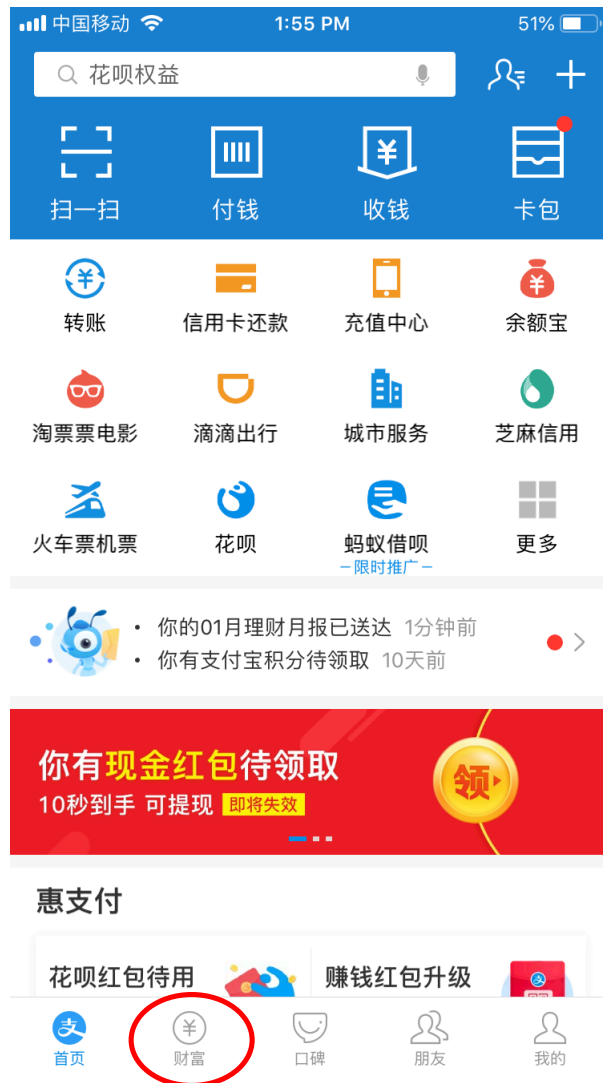 中国移动 1:55 PM 51%
花呗权益
扫一扫 付钱 收钱 卡包
转账 信用卡还款 充值中心 余额宝
淘票票电影 滴滴出行 城市服务 芝麻信用
火车票机票 花呗 蚂蚁借呗 更多
限时推广
· 你的01月理财月报已送达 1分钟前
· 你有支付宝积分待领取 10天前
你有现金红包待领取
10秒到手 可提现 即将失效
领
惠支付
花呗红包待用 赚钱红包升级
支 ¥
首页 财富 口碑 朋友 我的